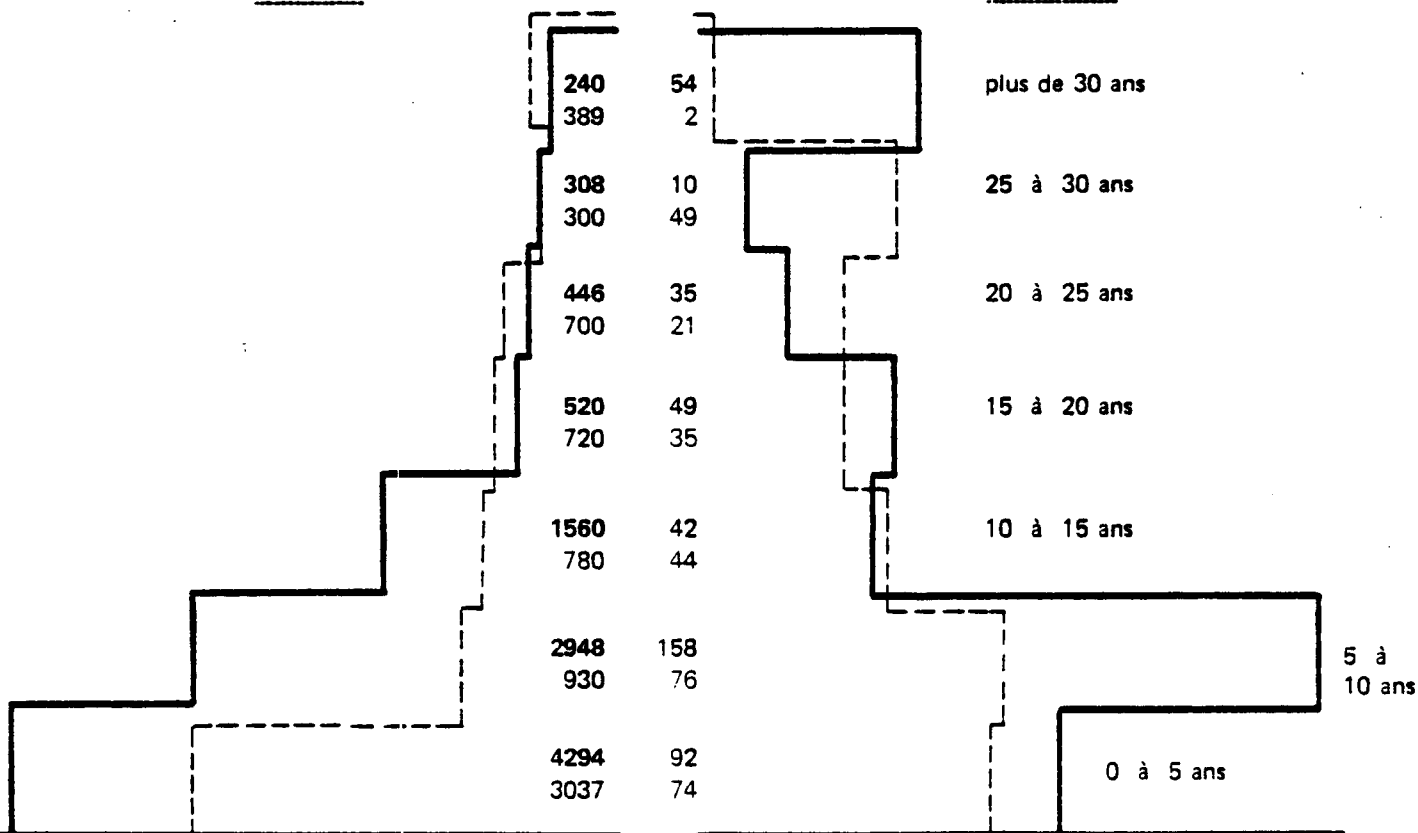 240 54 plus de 30 ans
389 2
308 10 25 à 30 ans
300 49
446 35 20 à 25 ans
700 21
520 49 15 à 20 ans
720 35
1560 42 10 à 15 ans
780 44
2948 158 5 à
930 76 10 ans
4294 92 0 à 5 ans
3037 74